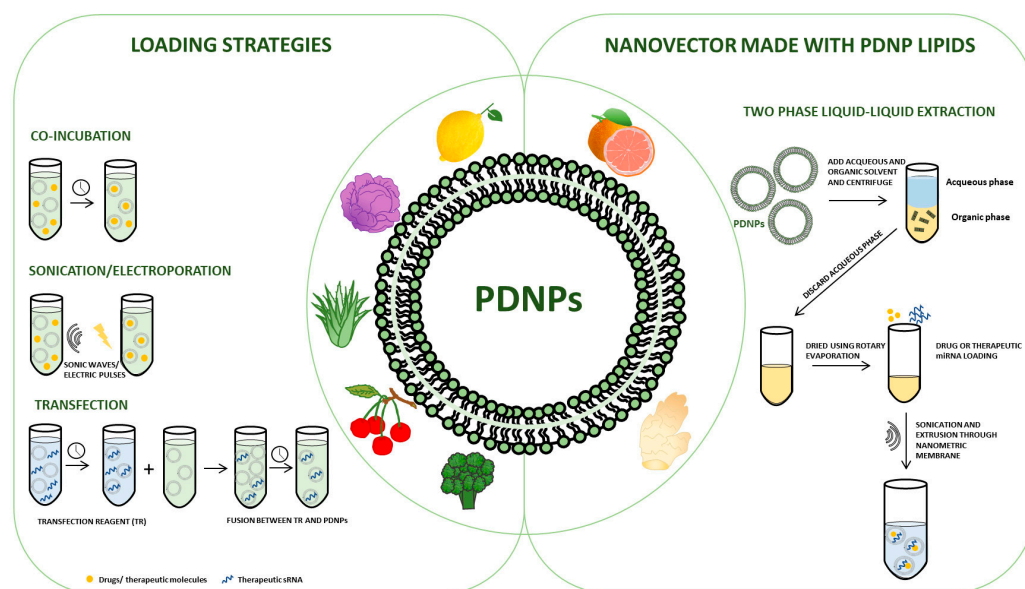 LOADING STRATEGIES
CO-INCUBATION
SONICATION/ELECTROPORATION
SONIC WAVES/
ELECTRIC PULSES
TRANSFECTION
+
TRANSFECTION REAGENT (TR)
FUSION BETWEEN TR AND PDNPs
Drugs/ therapeutic molecules
Therapeutic sRNA
PDNPs
NANOVECTOR MADE WITH PDNP LIPIDS
TWO PHASE LIQUID-LIQUID EXTRACTION
PDNPs
ADD ACQUEOUS AND
ORGANIC SOLVENT
AND CENTRIFUGE
Acqueous phase
Organic phase
DISCARD ACQUEOUS PHASE
DRIED USING ROTARY
EVAPORATION
DRUG OR THERAPEUTIC
miRNA LOADING
SONICATION AND
EXTRUSION THROUGH
NANOMETRIC
MEMBRANE